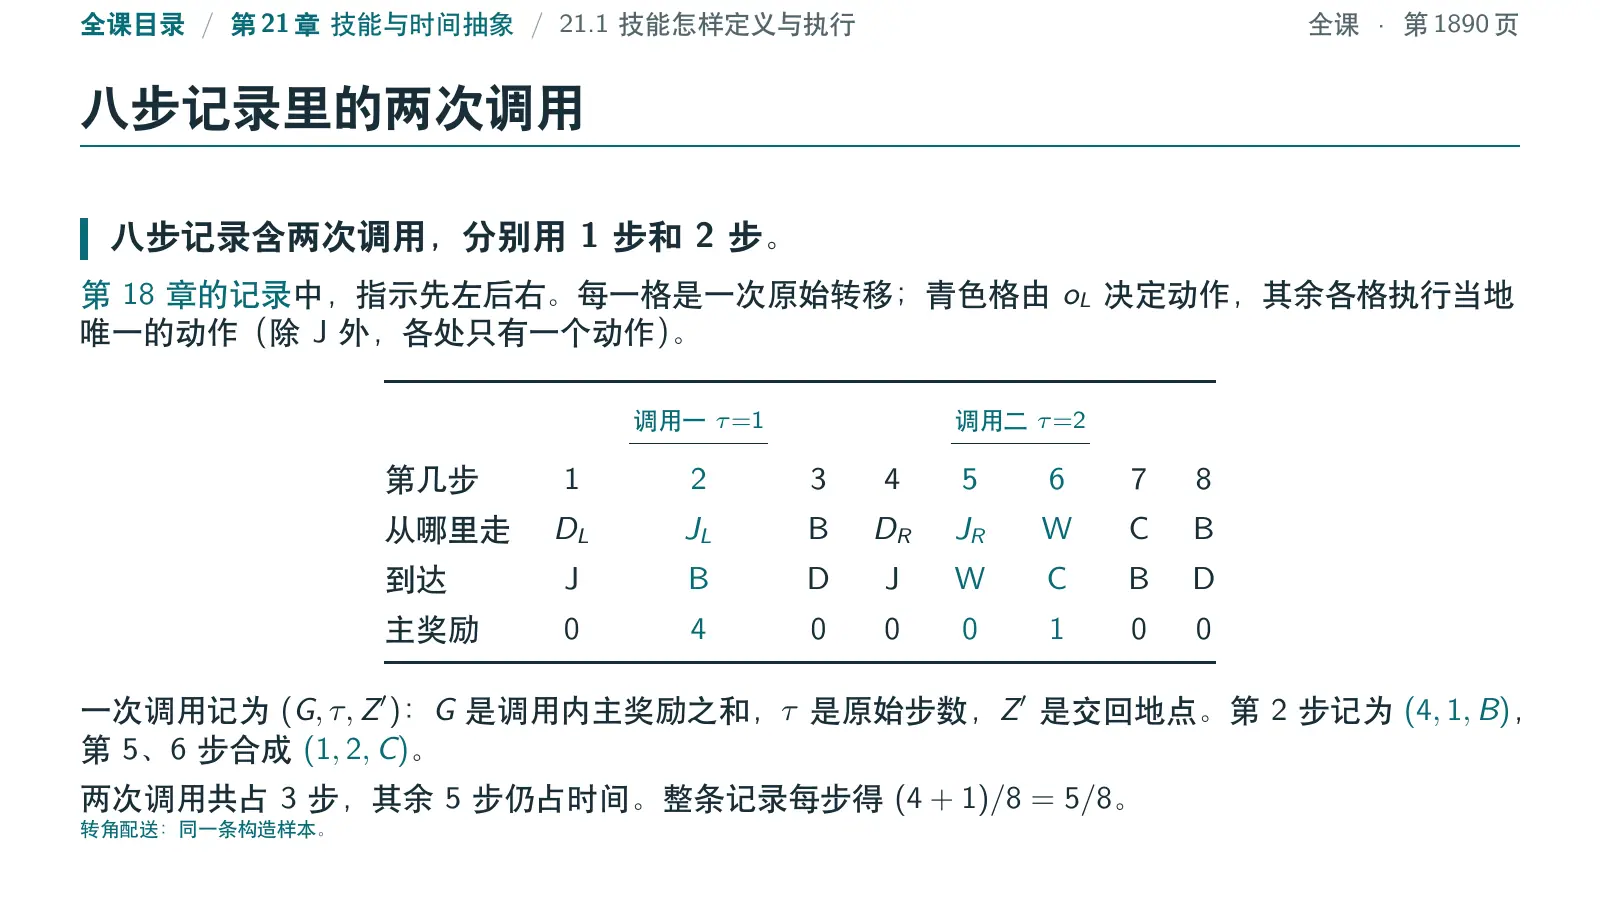 全课目录 / 第21章 技能与时间抽象 / 21.1 技能怎样定义与执行
全课 · 第1890页
八步记录里的两次调用
八步记录含两次调用，分别用 1 步和 2 步。
第 18 章的记录中，指示先左后右。每一格是一次原始转移；青色格由 o_L 决定动作，其余各格执行当地
唯一的动作（除 J 外，各处只有一个动作）。
调用一 τ=1 调用二 τ=2
第几步 1 2 3 4 5 6 7 8
从哪里走 D_L J_L B D_R J_R W C B
到达 J B D J W C B D
主奖励 0 4 0 0 0 1 0 0
一次调用记为 (G, τ, Z′)：G 是调用内主奖励之和，τ 是原始步数，Z′ 是交回地点。第 2 步记为 (4, 1, B)，
第 5、6 步合成 (1, 2, C)。
两次调用共占 3 步，其余 5 步仍占时间。整条记录每步得 (4 + 1)/8 = 5/8。
转角配送：同一条构造样本。